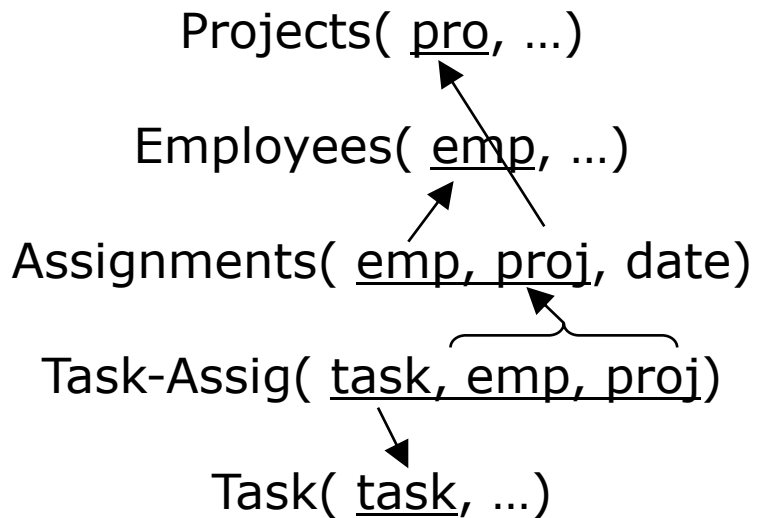 Projects( pro, …)
Employees( emp, …)
Assignments( emp, proj, date)
Task-Assig( task, emp, proj)
Task( task, …)